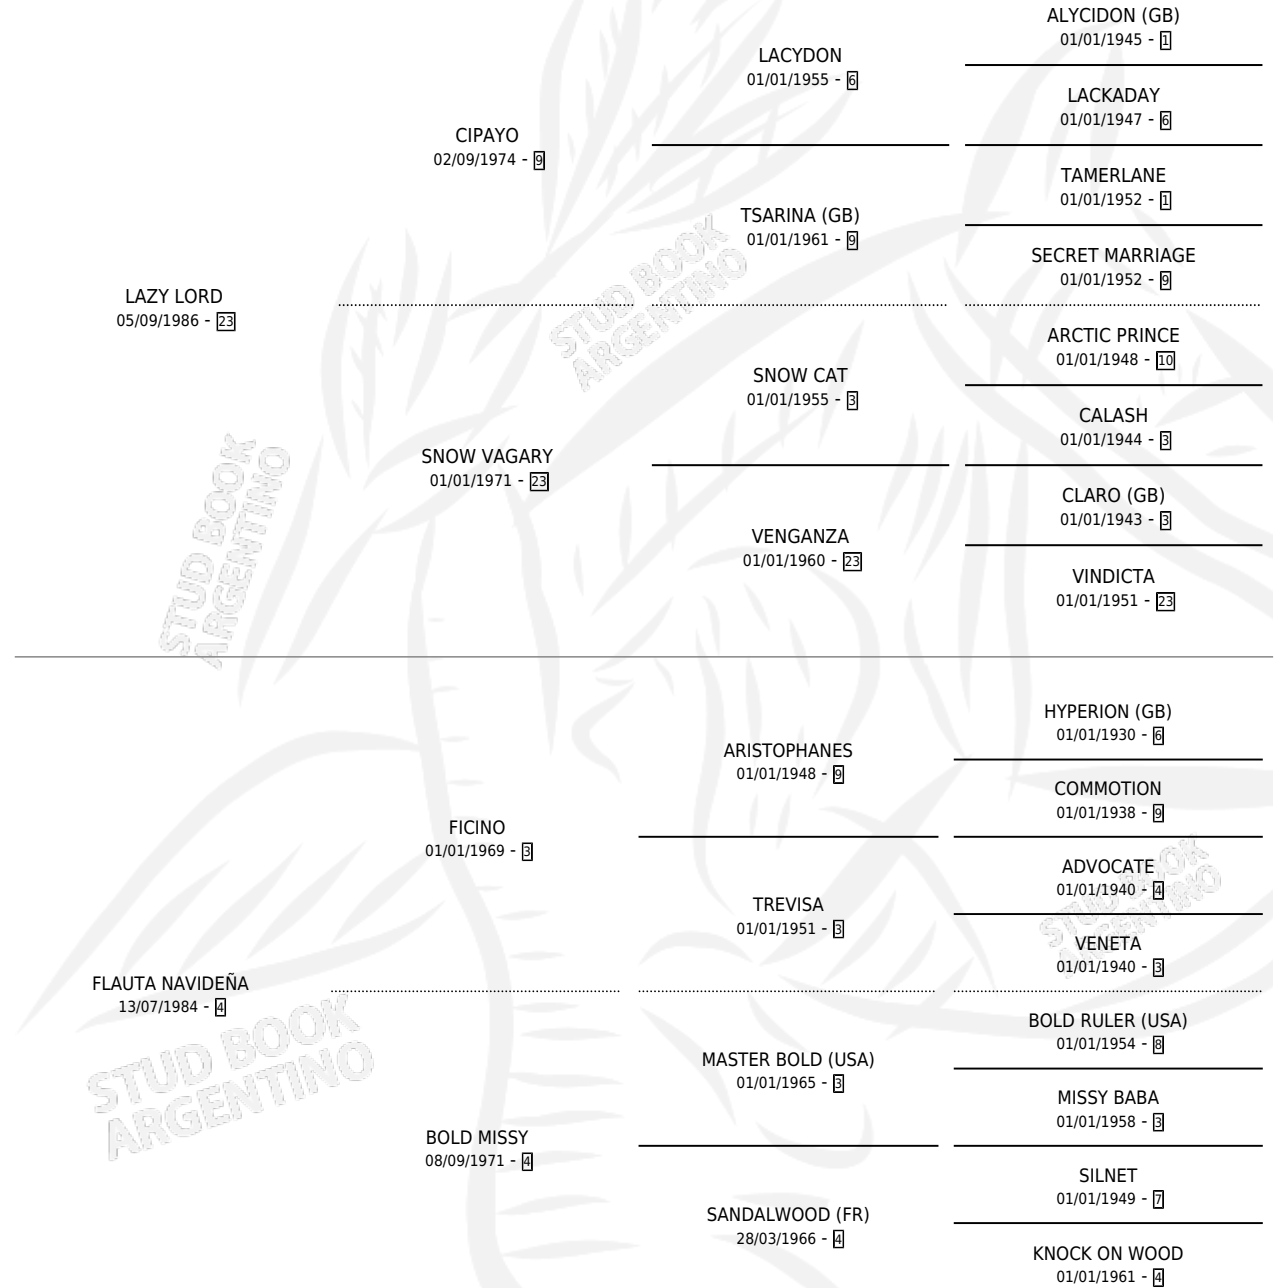 ALYCIDON (GB)
01/01/1945 - 1
LACYDON
01/01/1955 - 6
LACKADAY
01/01/1947 - 6
CIPAYO
02/09/1974 - 9
TAMERLANE
01/01/1952 - 1
TSARINA (GB)
01/01/1961 - 9
SECRET MARRIAGE
01/01/1952 - 9
LAZY LORD
05/09/1986 - 23
ARCTIC PRINCE
01/01/1948 - 10
SNOW CAT
01/01/1955 - 3
CALASH
01/01/1944 - 3
SNOW VAGARY
01/01/1971 - 23
CLARO (GB)
01/01/1943 - 3
VENGANZA
01/01/1960 - 23
VINDICTA
01/01/1951 - 23
HYPERION (GB)
01/01/1930 - 6
ARISTOPHANES
01/01/1948 - 9
COMMOTION
01/01/1938 - 9
FICINO
01/01/1969 - 3
ADVOCATE
01/01/1940 - 4
TREVISA
01/01/1951 - 3
VENETA
01/01/1940 - 3
FLAUTA NAVIDEÑA
13/07/1984 - 4
BOLD RULER (USA)
01/01/1954 - 8
MASTER BOLD (USA)
01/01/1965 - 3
MISSY BABA
01/01/1958 - 3
BOLD MISSY
08/09/1971 - 4
SILNET
01/01/1949 - 7
SANDALWOOD (FR)
28/03/1966 - 4
KNOCK ON WOOD
01/01/1961 - 4
STUD BOOK
ARGENTINO
STUD BOOK
ARGENTINO
STUD BOOK
ARGENTINO
STUD BOOK
ARGENTINO